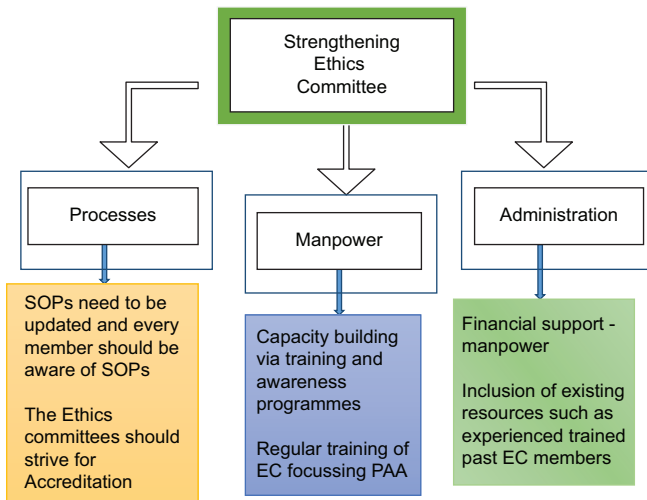 Strengthening
Ethics
Committee
Processes
Manpower
Administration
SOPs need to be
updated and every
member should be
aware of SOPs
The Ethics
committees should
strive for
Accreditation
Capacity building
via training and
awareness
programmes
Regular training of
EC focussing PAA
Financial support -
manpower
Inclusion of existing
resources such as
experienced trained
past EC members